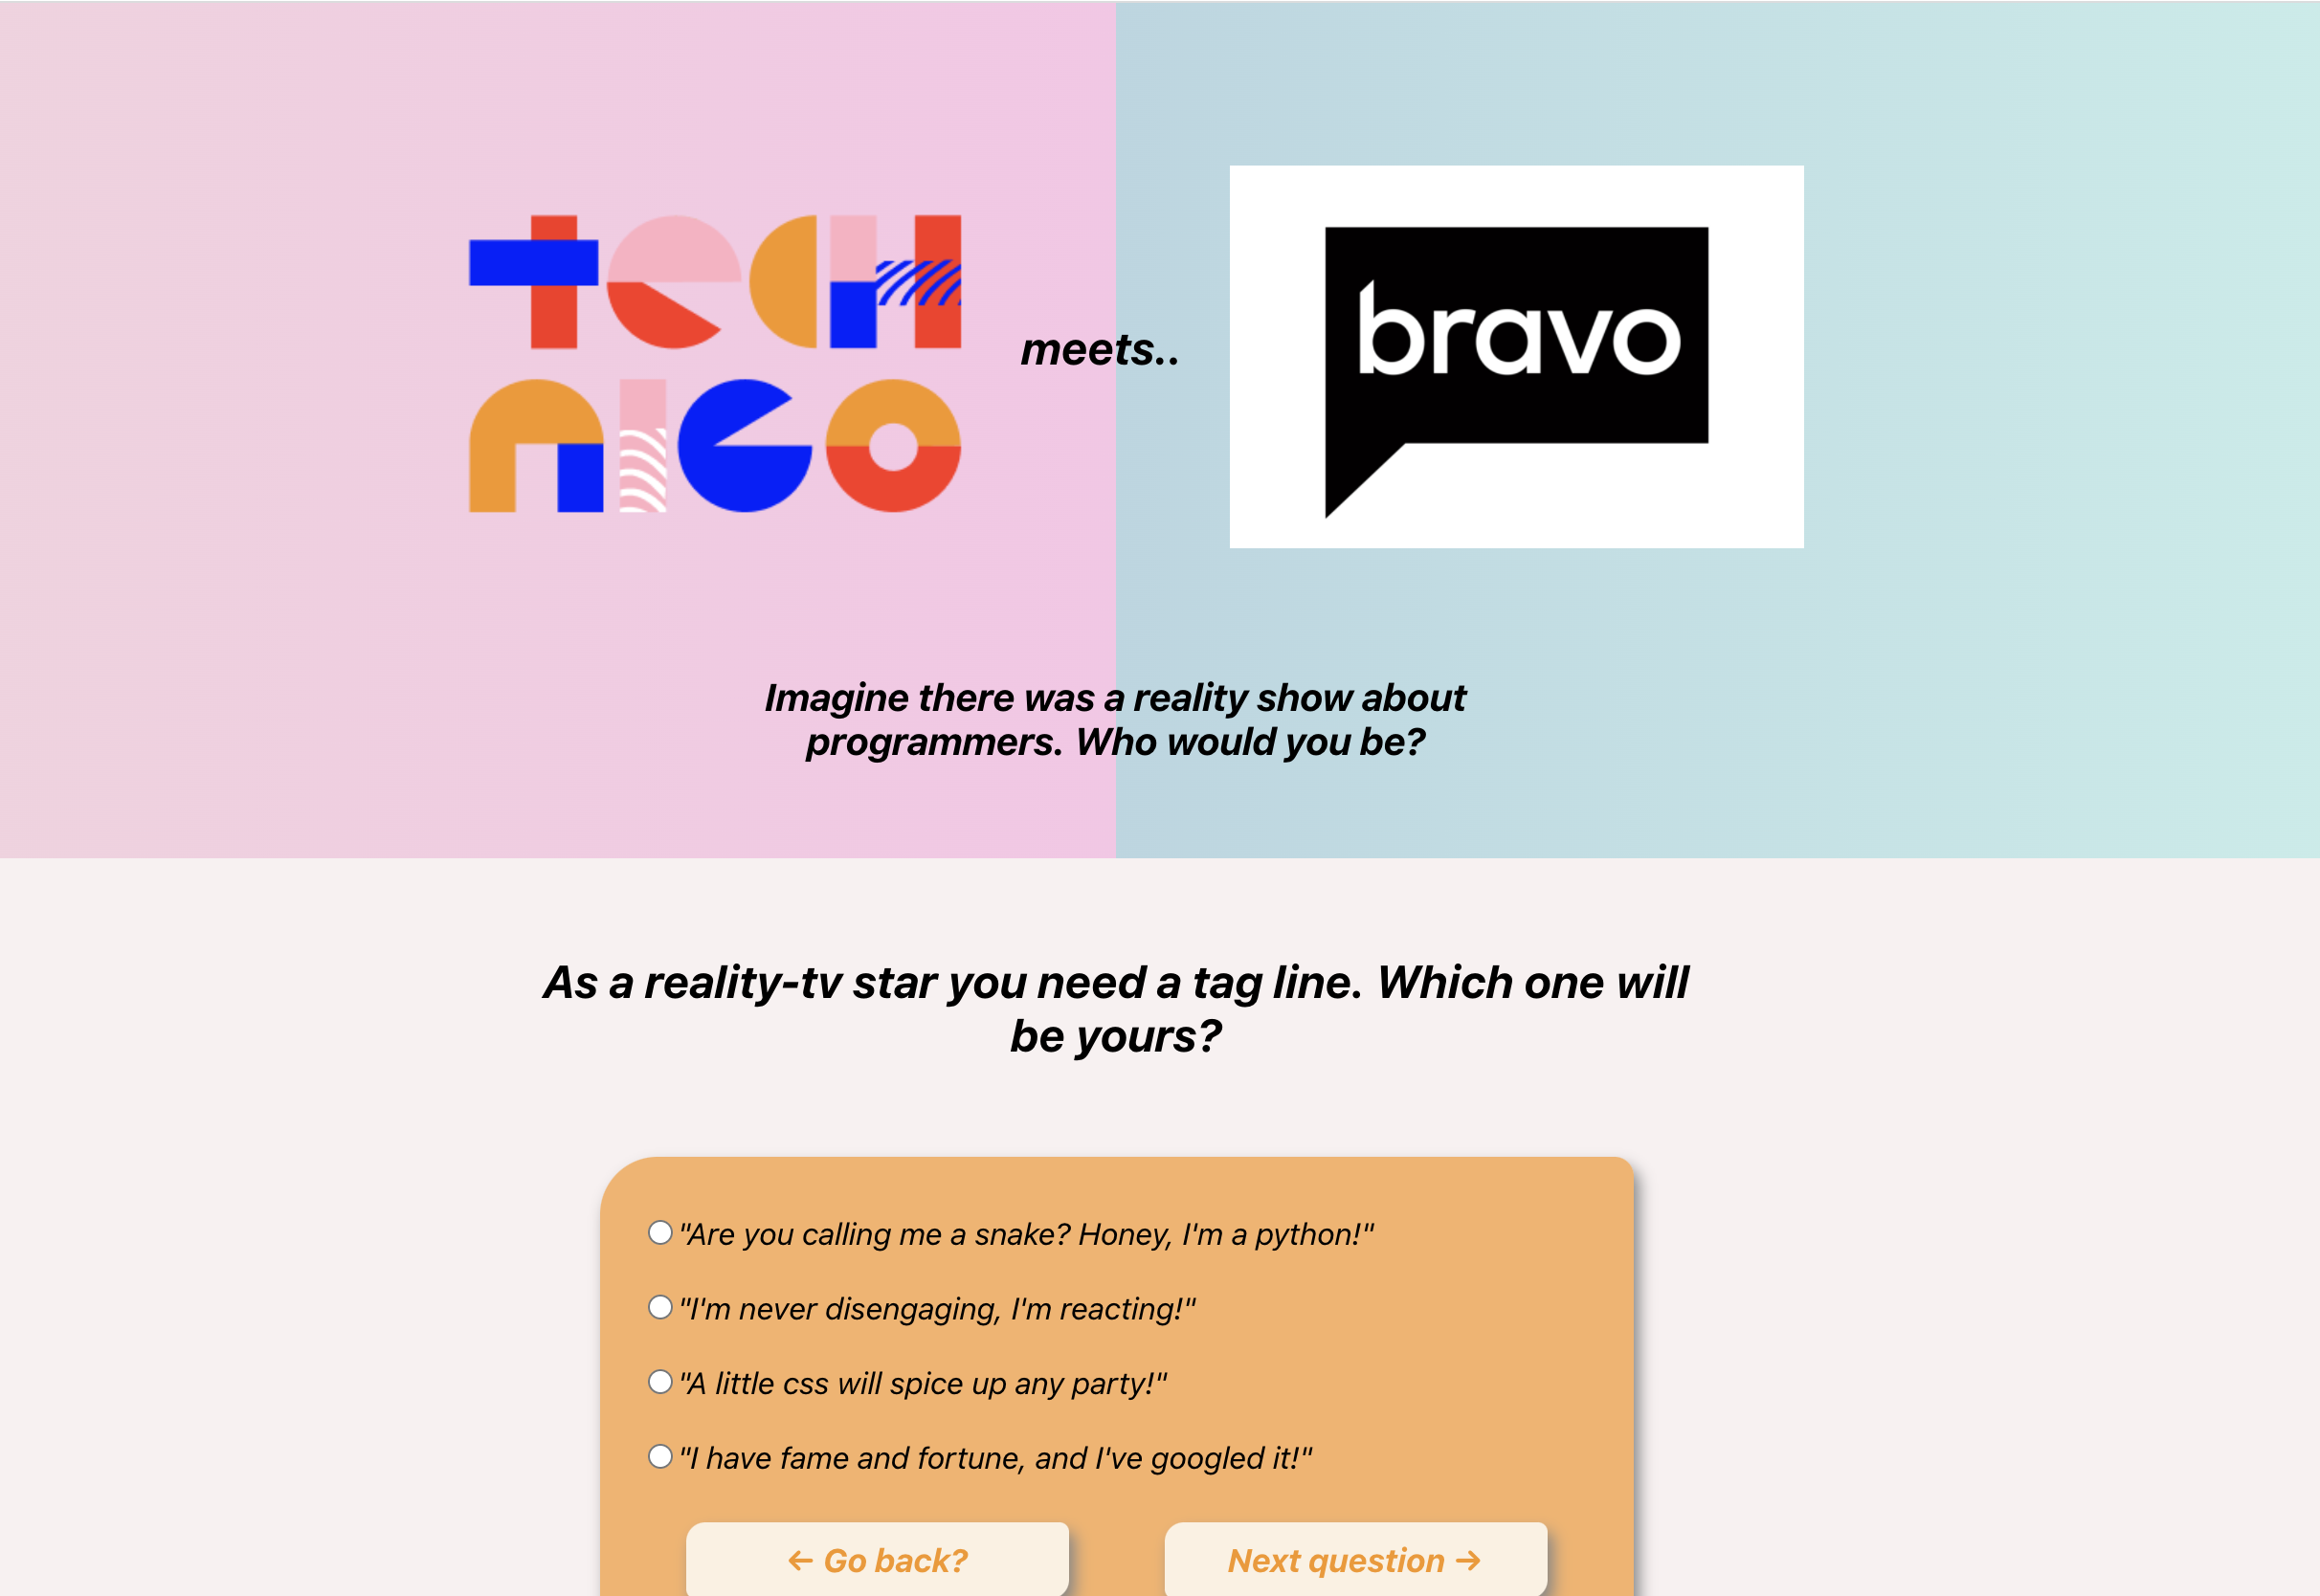 tecH
nico
meets..
bravo
Imagine there was a reality show about
programmers. Who would you be?
As a reality-tv star you need a tag line. Which one will
be yours?
"Are you calling me a snake? Honey, I'm a python!"
"I'm never disengaging, I'm reacting!"
"A little css will spice up any party!"
"I have fame and fortune, and I've googled it!"
← Go back?
Next question →